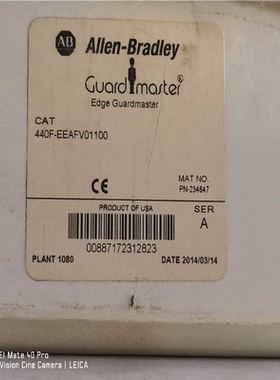 AB Allen-Bradley
Guardmaster®
Edge Guardmaster
CAT
440F-EEAFV01100
MAT NO.
PN-234647
CE
PRODUCT OF USA
SER
A
00887172312823
PLANT 1080
DATE 2014/03/14
EI Mate 40 Pro
Vision Cine Camera | LEICA